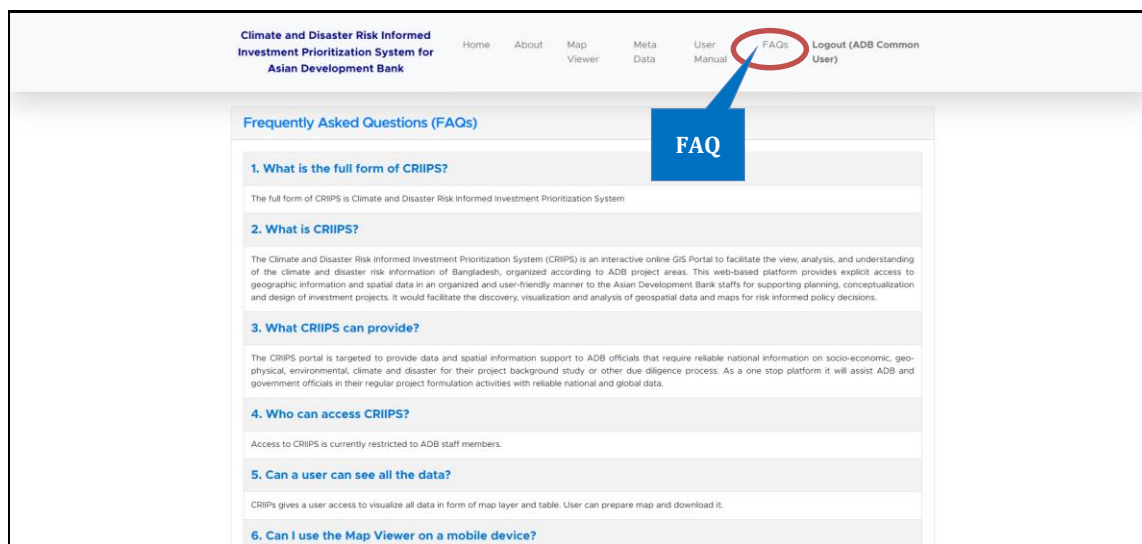 Climate and Disaster Risk Informed
Investment Prioritization System for
Asian Development Bank
Home
About
Map
Viewer
Meta
Data
User
Manual
FAQs
Logout (ADB Common
User)
FAQ
Frequently Asked Questions (FAQs)
1. What is the full form of CRIIPS?
The full form of CRIIPS is Climate and Disaster Risk Informed Investment Prioritization System
2. What is CRIIPS?
The Climate and Disaster Risk Informed Investment Prioritization System (CRIIPS) is an interactive online GIS Portal to facilitate the view, analysis, and understanding
of the climate and disaster risk information of Bangladesh, organized according to ADB project areas. This web-based platform provides explicit access to
geographic information and spatial data in an organized and user-friendly manner to the Asian Development Bank staffs for supporting planning, conceptualization
and design of investment projects. It would facilitate the discovery, visualization and analysis of geospatial data and maps for risk informed policy decisions.
3. What CRIIPS can provide?
The CRIIPS portal is targeted to provide data and spatial information support to ADB officials that require reliable national information on socio-economic, geo-
physical, environmental, climate and disaster for their project background study or other due diligence process. As a one stop platform it will assist ADB and
government officials in their regular project formulation activities with reliable national and global data.
4. Who can access CRIIPS?
Access to CRIIPS is currently restricted to ADB staff members.
5. Can a user can see all the data?
CRIIPs gives a user access to visualize all data in form of map layer and table. User can prepare map and download it.
6. Can I use the Map Viewer on a mobile device?